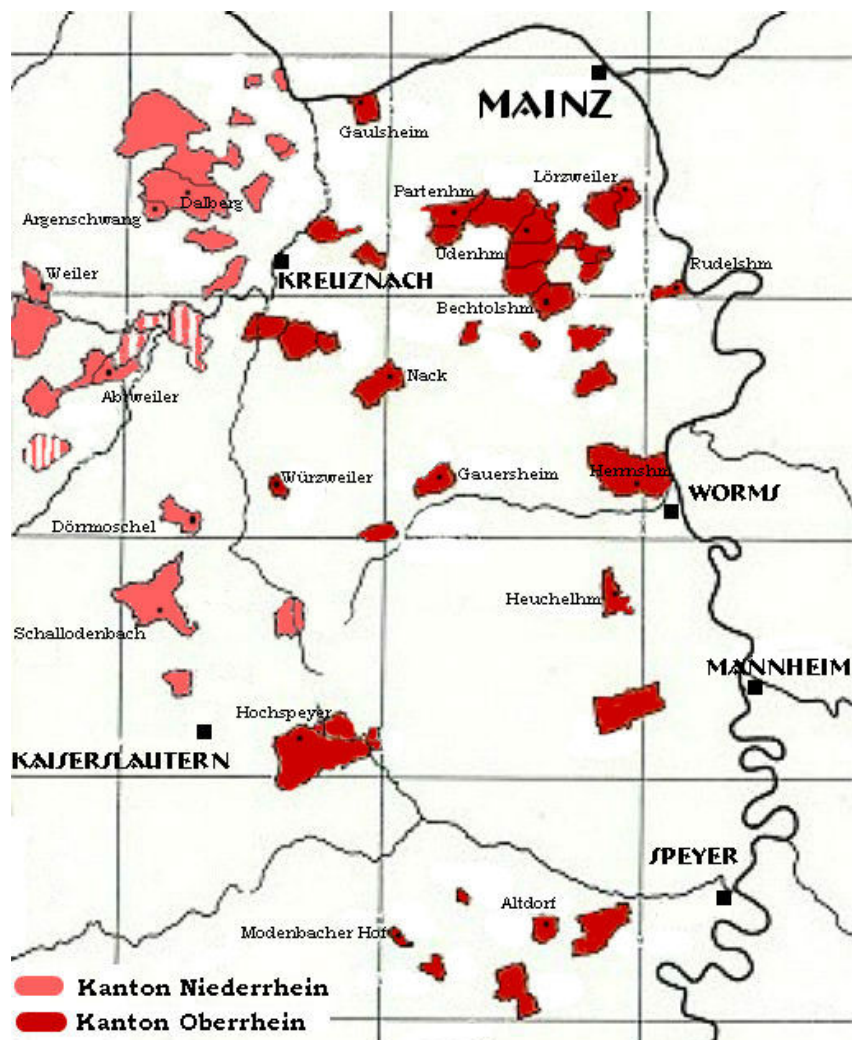 MAINZ
Gaulsheim
Lörzweiler
Partenhm
Dalberg
Argenschwang
Udenhm
Rudelshm
Weiler
KREUZNACH
Bechtolshm
Nack
Abtweiler
Würzweiler
Gauersheim
Herrnshm
WORMS
Dörrmoschel
Heuchelhm
Schallodenbach
MANNHEIM
Hochspeyer
KAISERSLAUTERN
SPEYER
Altdorf
Modenbacher Hof
Kanton Niederrhein
Kanton Oberrhein